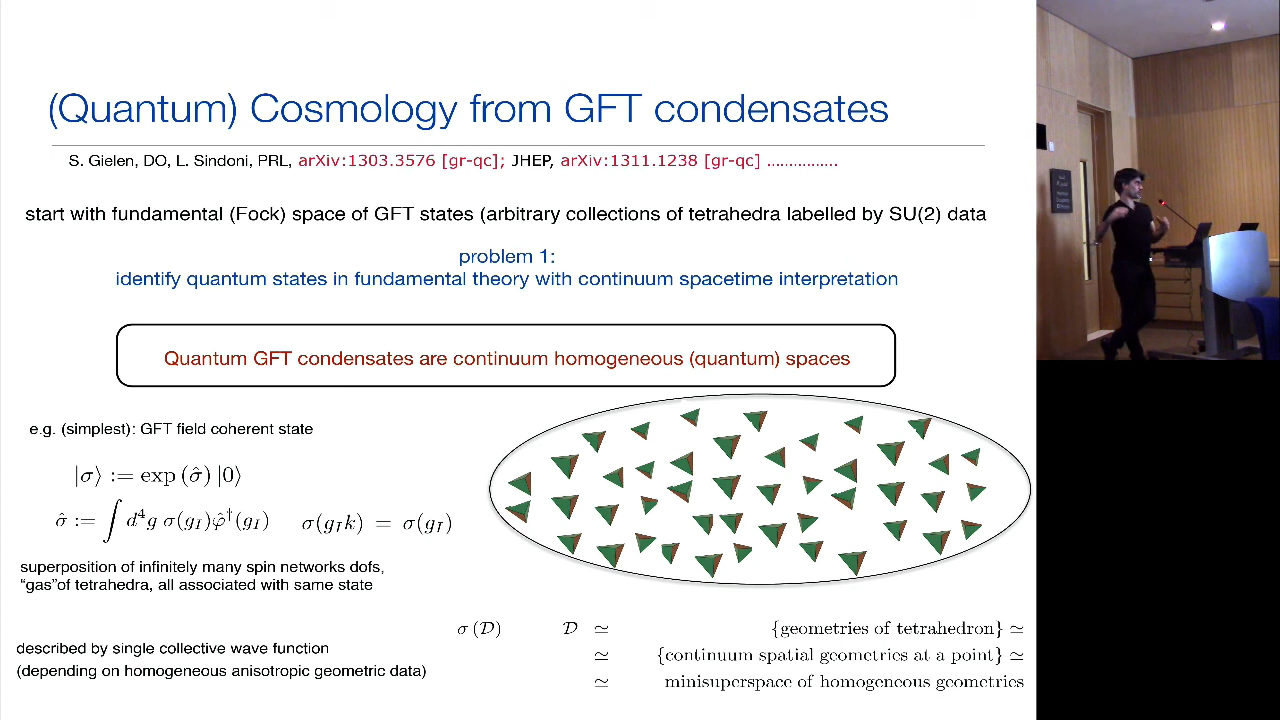 (Quantum) Cosmology from GFT condensates
S. Gielen, DO, L. Sindoni, PRL, arXiv:1303.3576 [gr-qc]; JHEP, arXiv:1311.1238 [gr-qc] ................
start with fundamental (Fock) space of GFT states (arbitrary collections of tetrahedra labelled by SU(2) data
problem 1:
identify quantum states in fundamental theory with continuum spacetime interpretation
Quantum GFT condensates are continuum homogeneous (quantum) spaces
e.g. (simplest): GFT field coherent state
|σ⟩ := exp (σ̂) |0⟩
σ̂ := ∫ d⁴g σ(g_I)φ̂†(g_I) σ(g_I k) = σ(g_I)
superposition of infinitely many spin networks dofs,
“gas”of tetrahedra, all associated with same state
σ (𝒟) 𝒟 ≃ {geometries of tetrahedron} ≃
described by single collective wave function
≃ {continuum spatial geometries at a point} ≃
(depending on homogeneous anisotropic geometric data)
≃ minisuperspace of homogeneous geometries